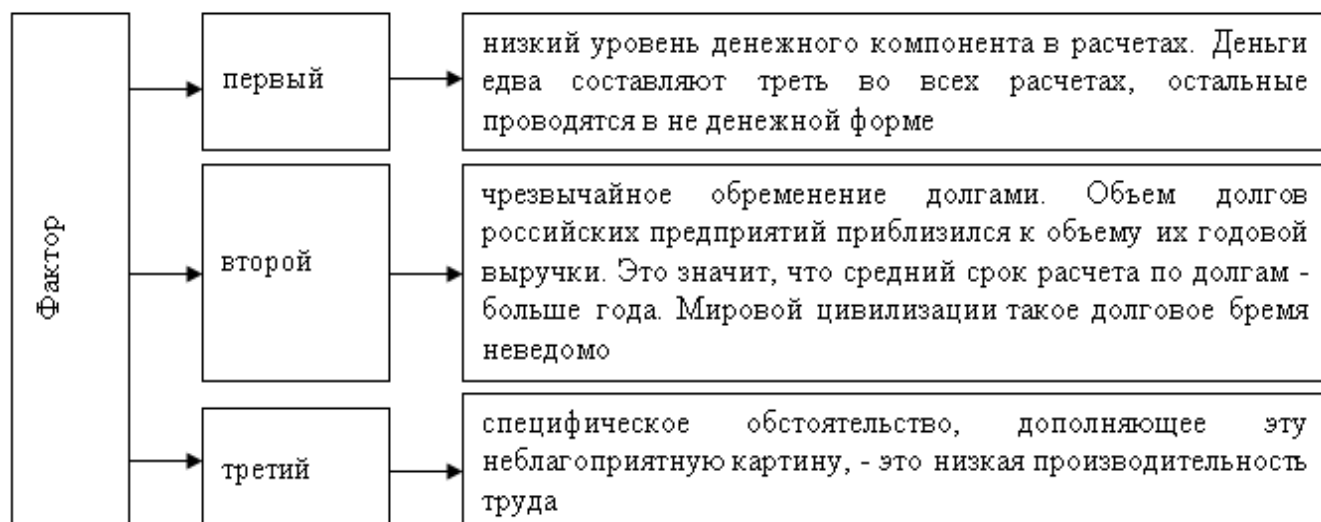 Фактор
первый
низкий уровень денежного компонента в расчетах. Деньги
едва составляют треть во всех расчетах, остальные
проводятся в не денежной форме
второй
чрезвычайное обременение долгами. Объем долгов
российских предприятий приблизился к объему их годовой
выручки. Это значит, что средний срок расчета по долгам -
больше года. Мировой цивилизации такое долговое бремя
неведомо
третий
специфическое обстоятельство, дополняющее эту
неблагоприятную картину, - это низкая производительность
труда